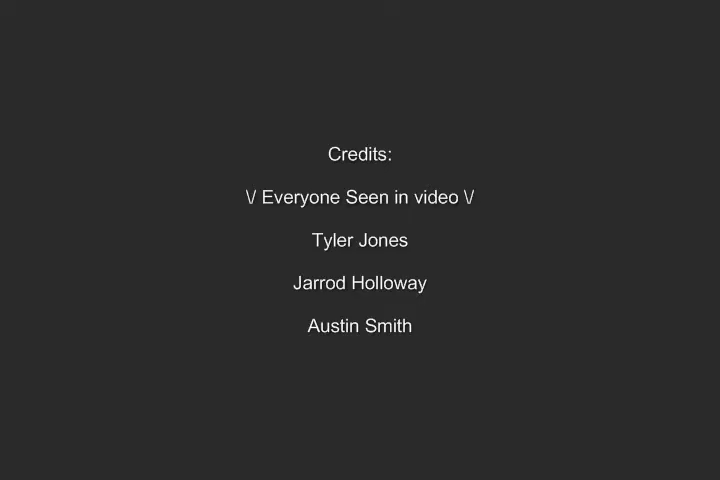 Credits:
\/ Everyone Seen in video \/
Tyler Jones
Jarrod Holloway
Austin Smith